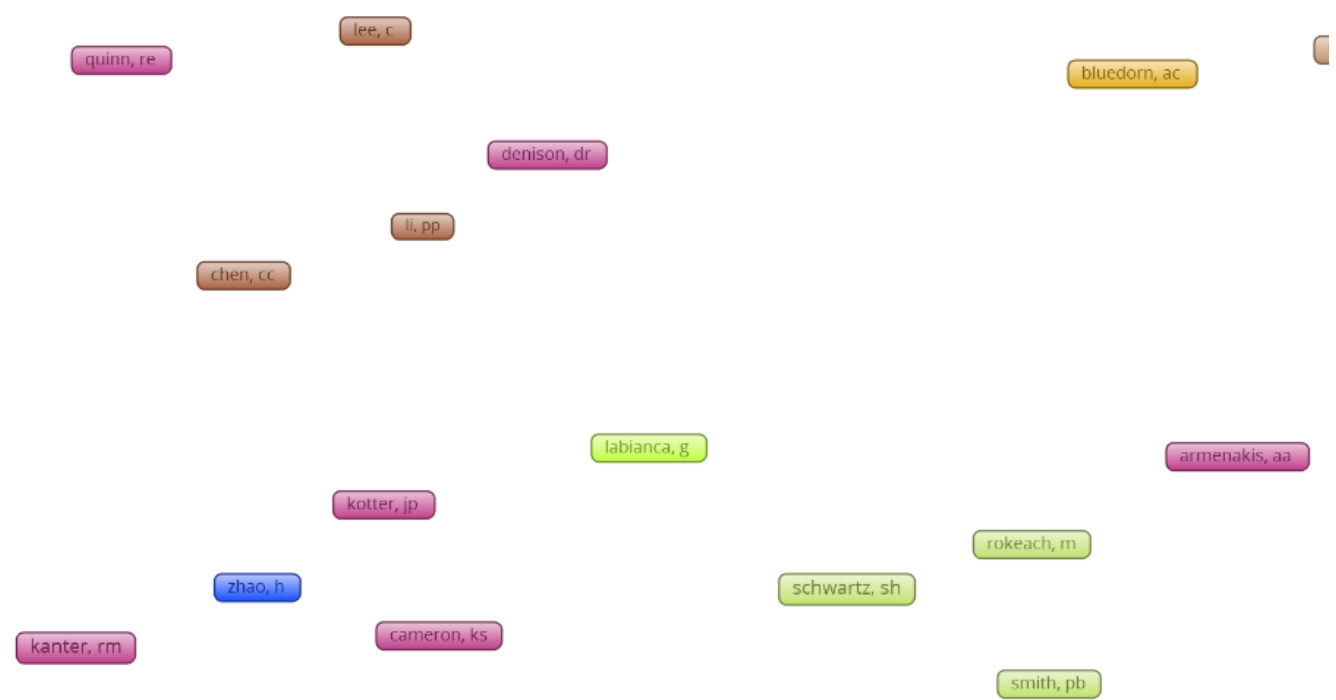 lee, c
quinn, re
bluedorn, ac
denison, dr
li, pp
chen, cc
labianca, g
armenakis, aa
kotter, jp
rokeach, m
zhao, h
schwartz, sh
cameron, ks
kanter, rm
smith, pb